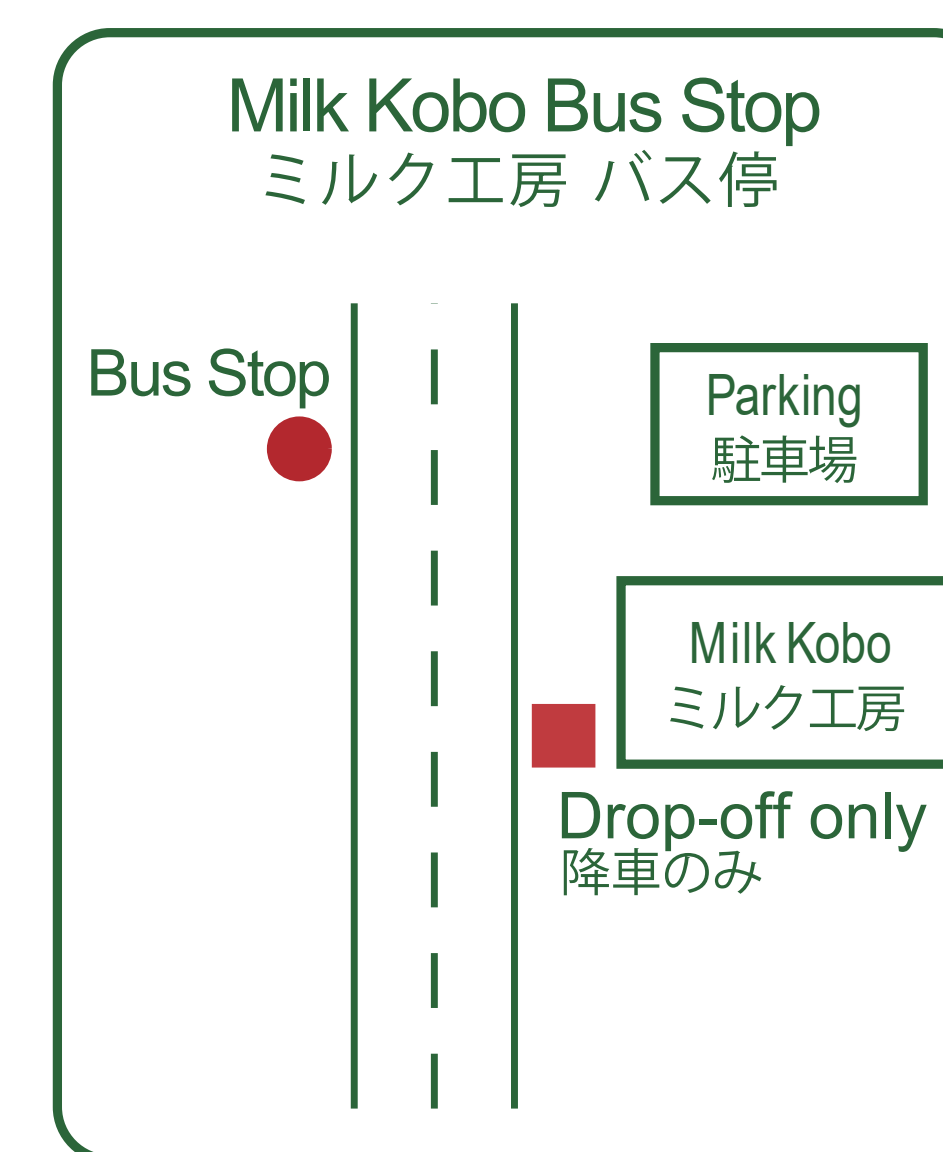 Milk Kobo Bus Stop
ミルク工房 バス停
Bus Stop
Parking
駐車場
Milk Kobo
ミルク工房
Drop-off only
降車のみ